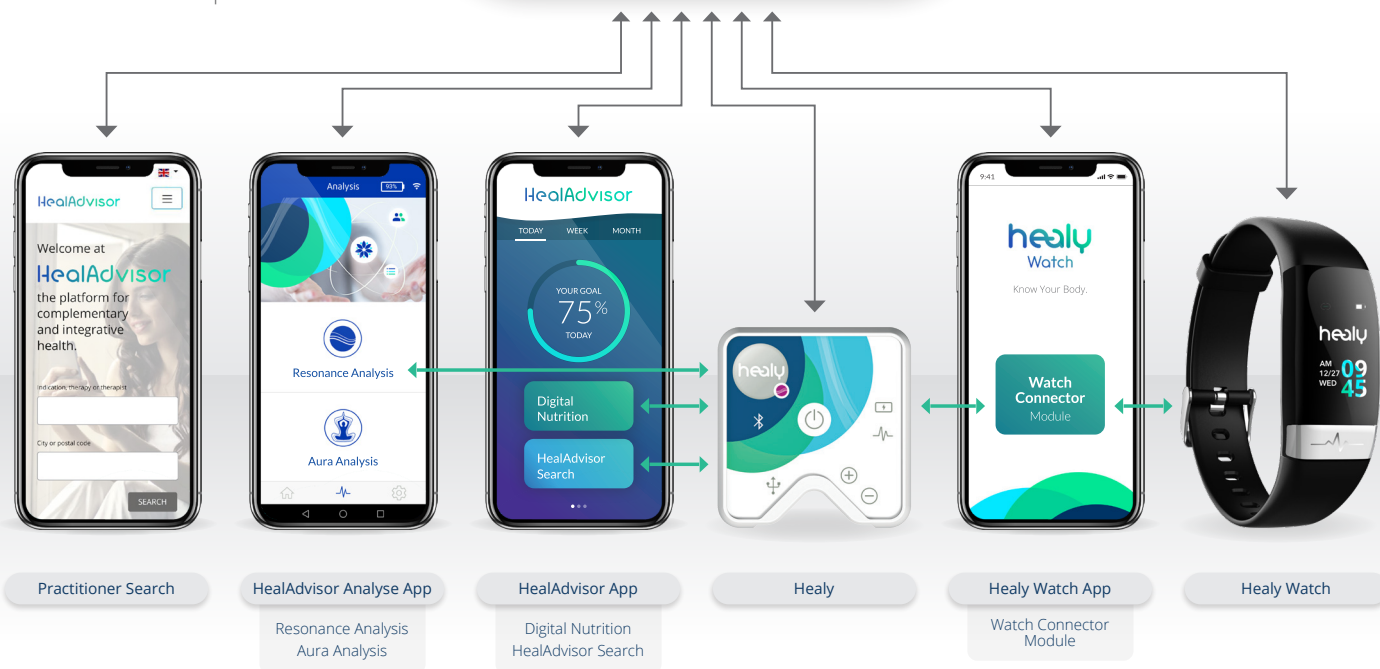 HealAdvisor
Welcome at
HealAdvisor
the platform for
complementary
and integrative
health.
Indication, therapy or therapist
City or postal code
SEARCH
Analysis
93%
Resonance Analysis
Aura Analysis
HealAdvisor
TODAY
WEEK
MONTH
YOUR GOAL
75%
TODAY
Digital
Nutrition
HealAdvisor
Search
healy
9:41
healy
Watch
Know Your Body.
Watch
Connector
Module
healy
AM
12/27
WED
09
45
Practitioner Search
HealAdvisor Analyse App
HealAdvisor App
Healy
Healy Watch App
Healy Watch
Resonance Analysis
Aura Analysis
Digital Nutrition
HealAdvisor Search
Watch Connector
Module